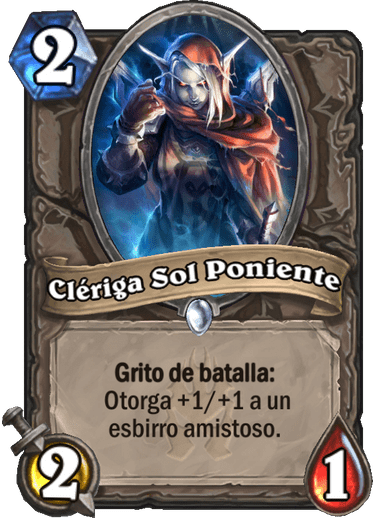 2
Clériga Sol Poniente
Grito de batalla:
Otorga +1/+1 a un
esbirro amistoso.
2
1